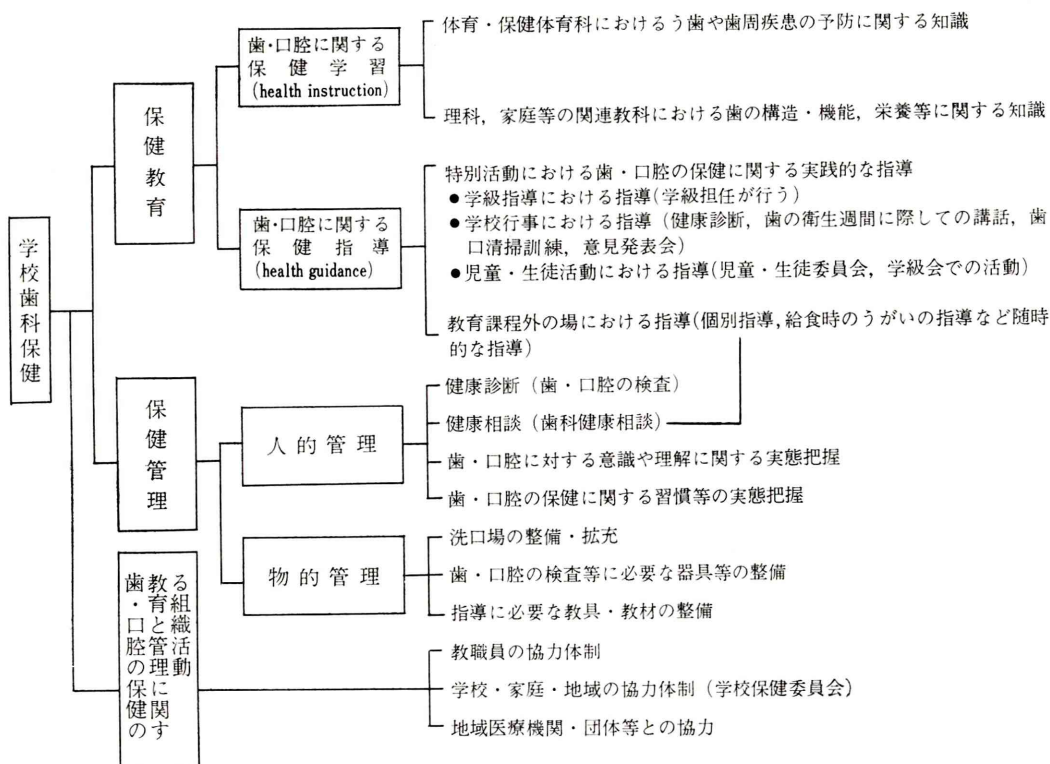 学校歯科保健
保健教育
歯・口腔に関する
保健学習
(health instruction)
体育・保健体育科におけるう歯や歯周疾患の予防に関する知識
理科，家庭等の関連教科における歯の構造・機能，栄養等に関する知識
歯・口腔に関する
保健指導
(health guidance)
特別活動における歯・口腔の保健に関する実践的な指導
●学級指導における指導(学級担任が行う)
●学校行事における指導（健康診断，歯の衛生週間に際しての講話，歯
口清掃訓練，意見発表会）
●児童・生徒活動における指導(児童・生徒委員会，学級会での活動)
教育課程外の場における指導(個別指導,給食時のうがいの指導など随時
的な指導)
保健管理
人的管理
健康診断（歯・口腔の検査）
健康相談（歯科健康相談）
歯・口腔に対する意識や理解に関する実態把握
歯・口腔の保健に関する習慣等の実態把握
物的管理
洗口場の整備・拡充
歯・口腔の検査等に必要な器具等の整備
指導に必要な教具・教材の整備
歯・口腔の保健の
教育と管理に関す
る組織活動
教職員の協力体制
学校・家庭・地域の協力体制（学校保健委員会）
地域医療機関・団体等との協力